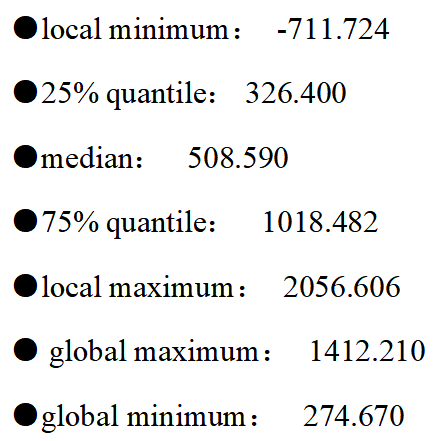 ●local minimum： -711.724
●25% quantile： 326.400
●median： 508.590
●75% quantile： 1018.482
●local maximum： 2056.606
● global maximum： 1412.210
●global minimum： 274.670